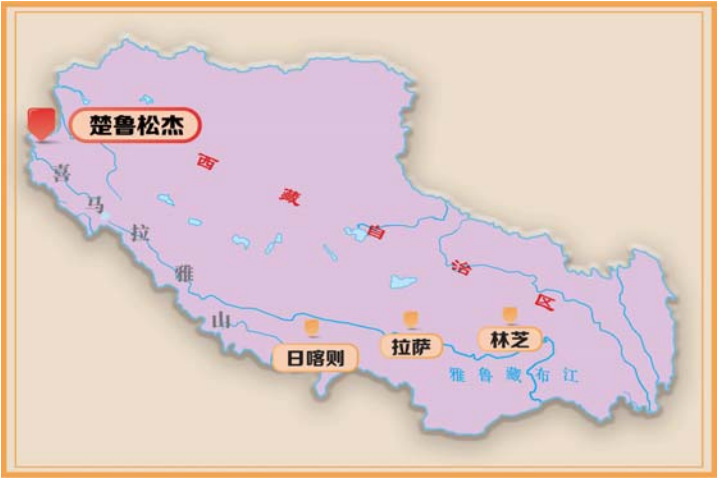 楚鲁松杰
西藏自治区
喜马拉雅山
日喀则
拉萨
林芝
雅鲁藏布江